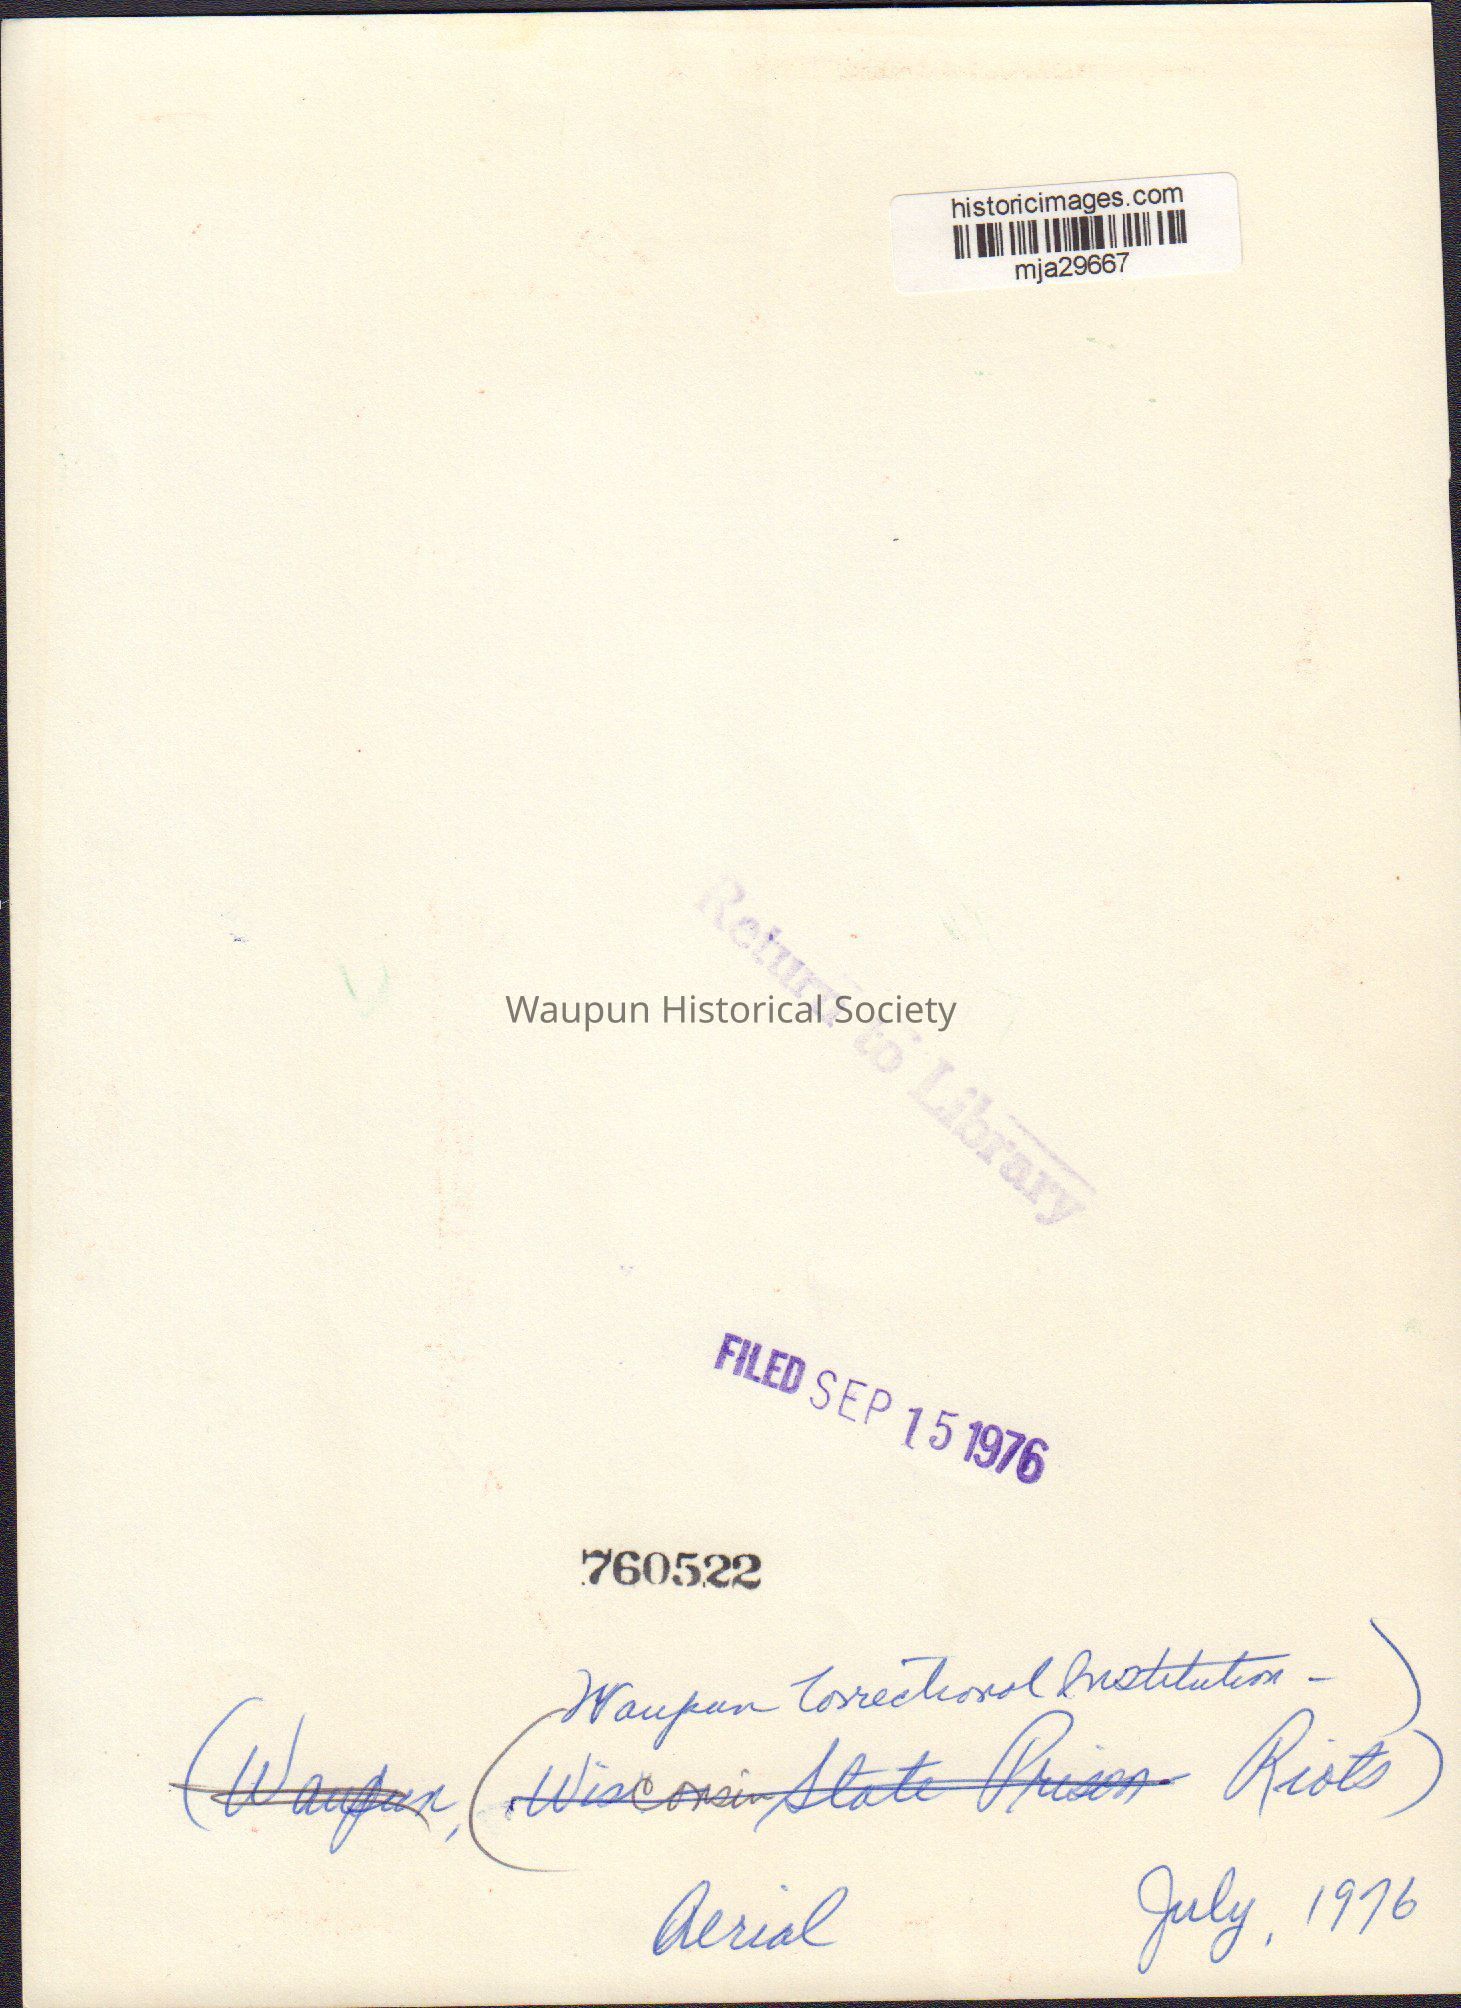 historicimages.com
mja29667
Return to Library
Waupun Historical Society
FILED SEP 15 1976
760522
Waupun Correctional Institution -)
(Waupun, (Wisconsin State Prison Riots)
Aerial July, 1976